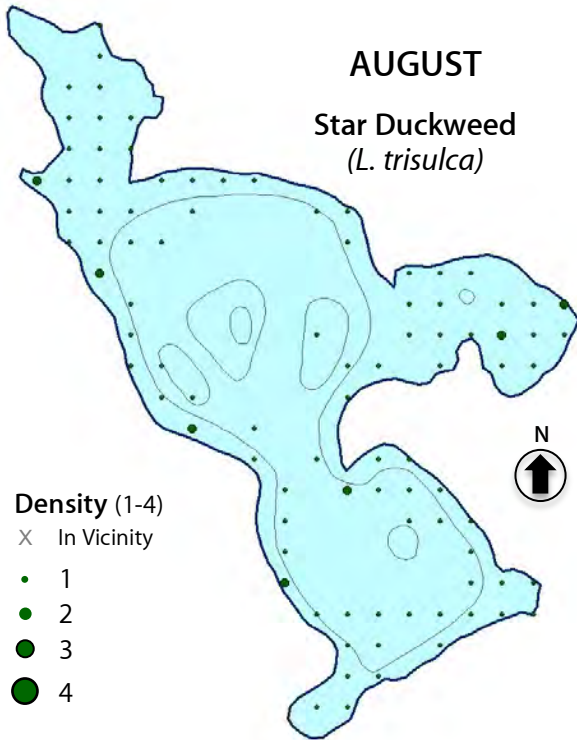 AUGUST
Star Duckweed
(L. trisulca)
N
Density (1-4)
X In Vicinity
1
2
3
4